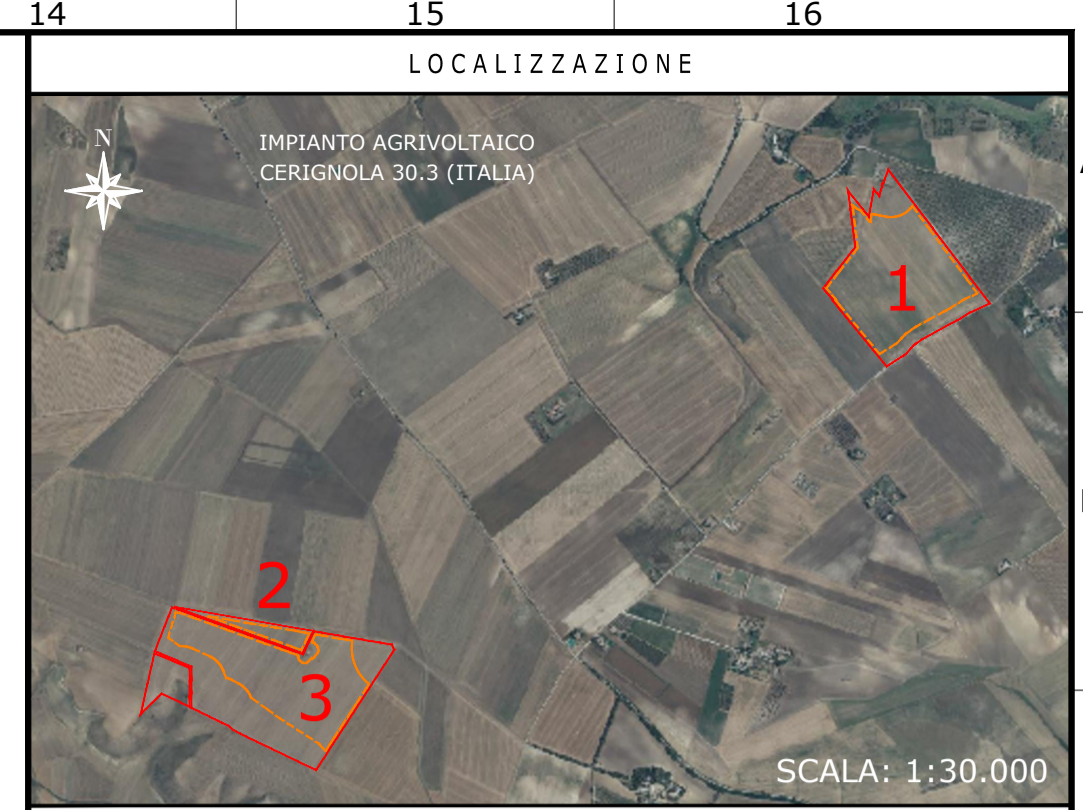 14 15 16
LOCALIZZAZIONE
N
IMPIANTO AGRIVOLTAICO
CERIGNOLA 30.3 (ITALIA)
1
2
3
SCALA: 1:30.000